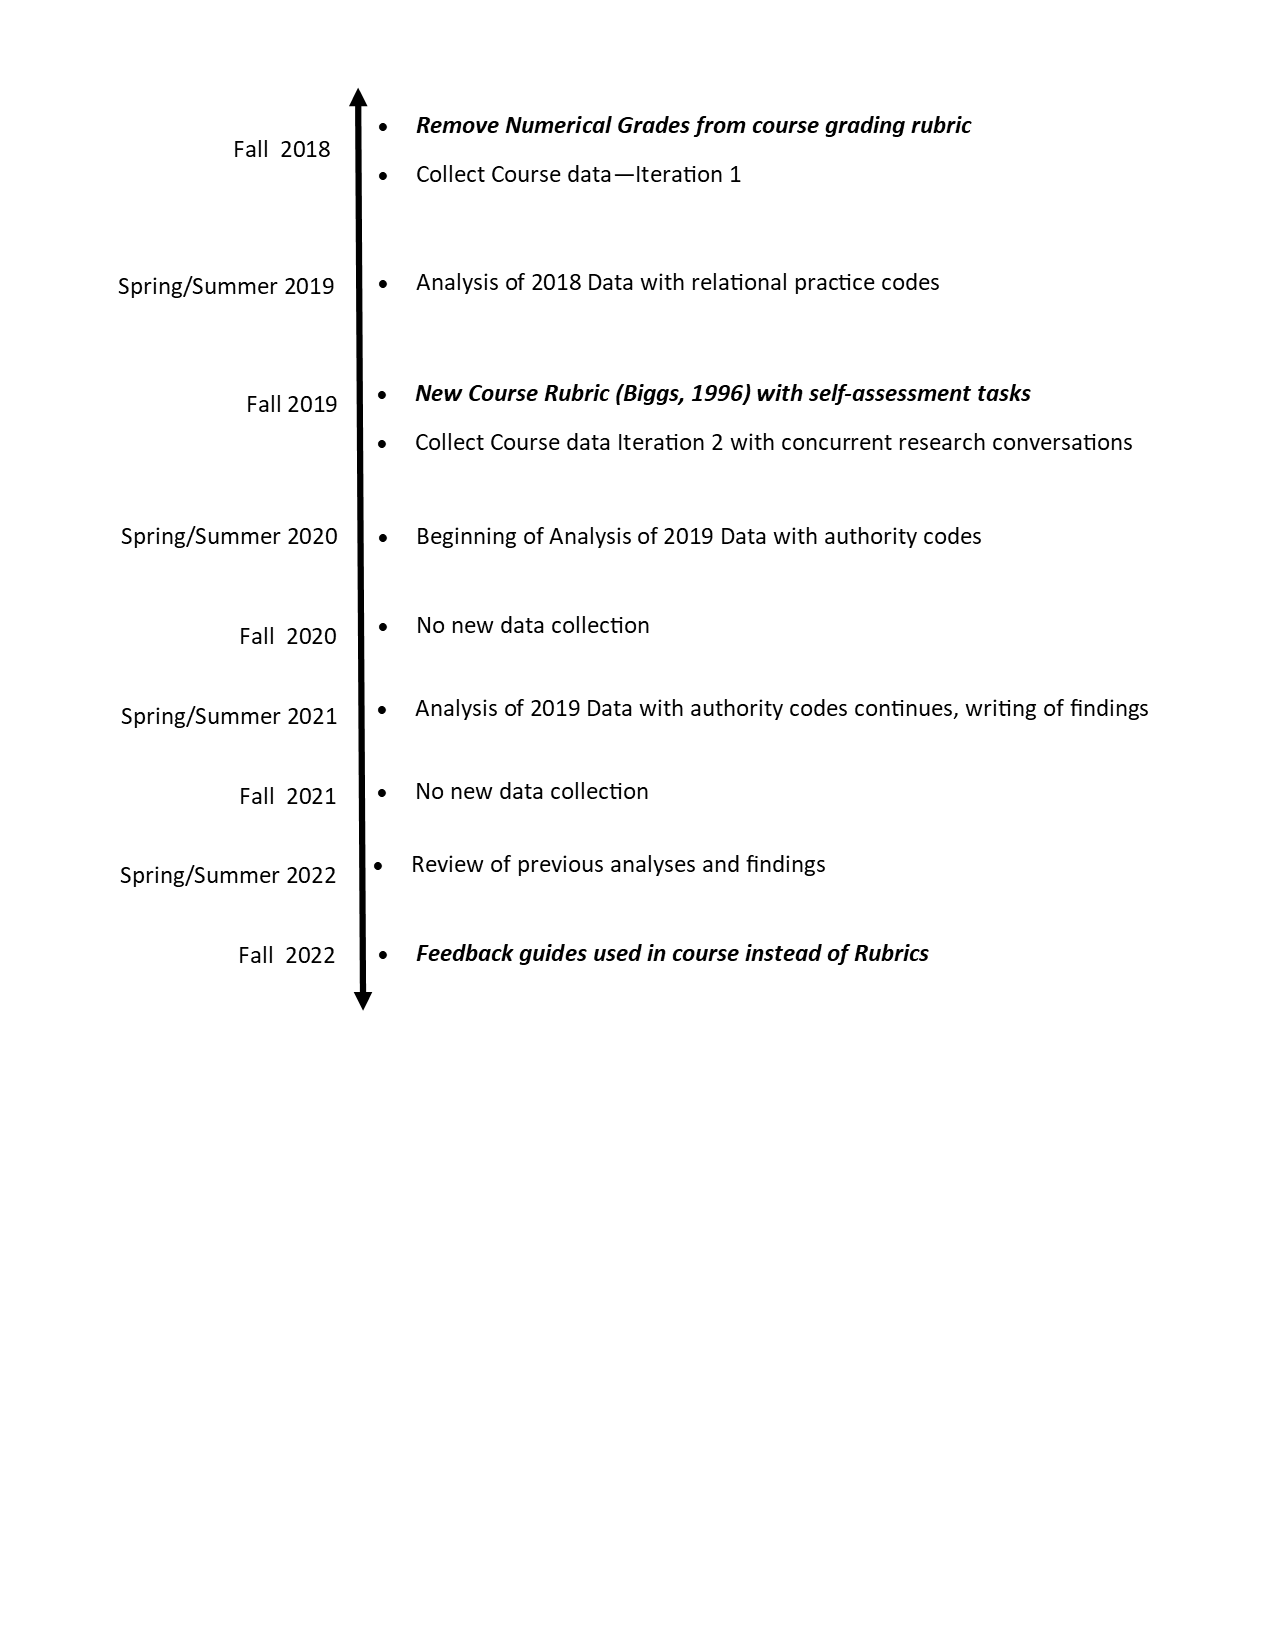 Fall  2018
• Remove Numerical Grades from course grading rubric
• Collect Course data—Iteration 1
Spring/Summer 2019
• Analysis of 2018 Data with relational practice codes
Fall 2019
• New Course Rubric (Biggs, 1996) with self-assessment tasks
• Collect Course data Iteration 2 with concurrent research conversations
Spring/Summer 2020
• Beginning of Analysis of 2019 Data with authority codes
Fall  2020
• No new data collection
Spring/Summer 2021
• Analysis of 2019 Data with authority codes continues, writing of findings
Fall  2021
• No new data collection
Spring/Summer 2022
• Review of previous analyses and findings
Fall  2022
• Feedback guides used in course instead of Rubrics